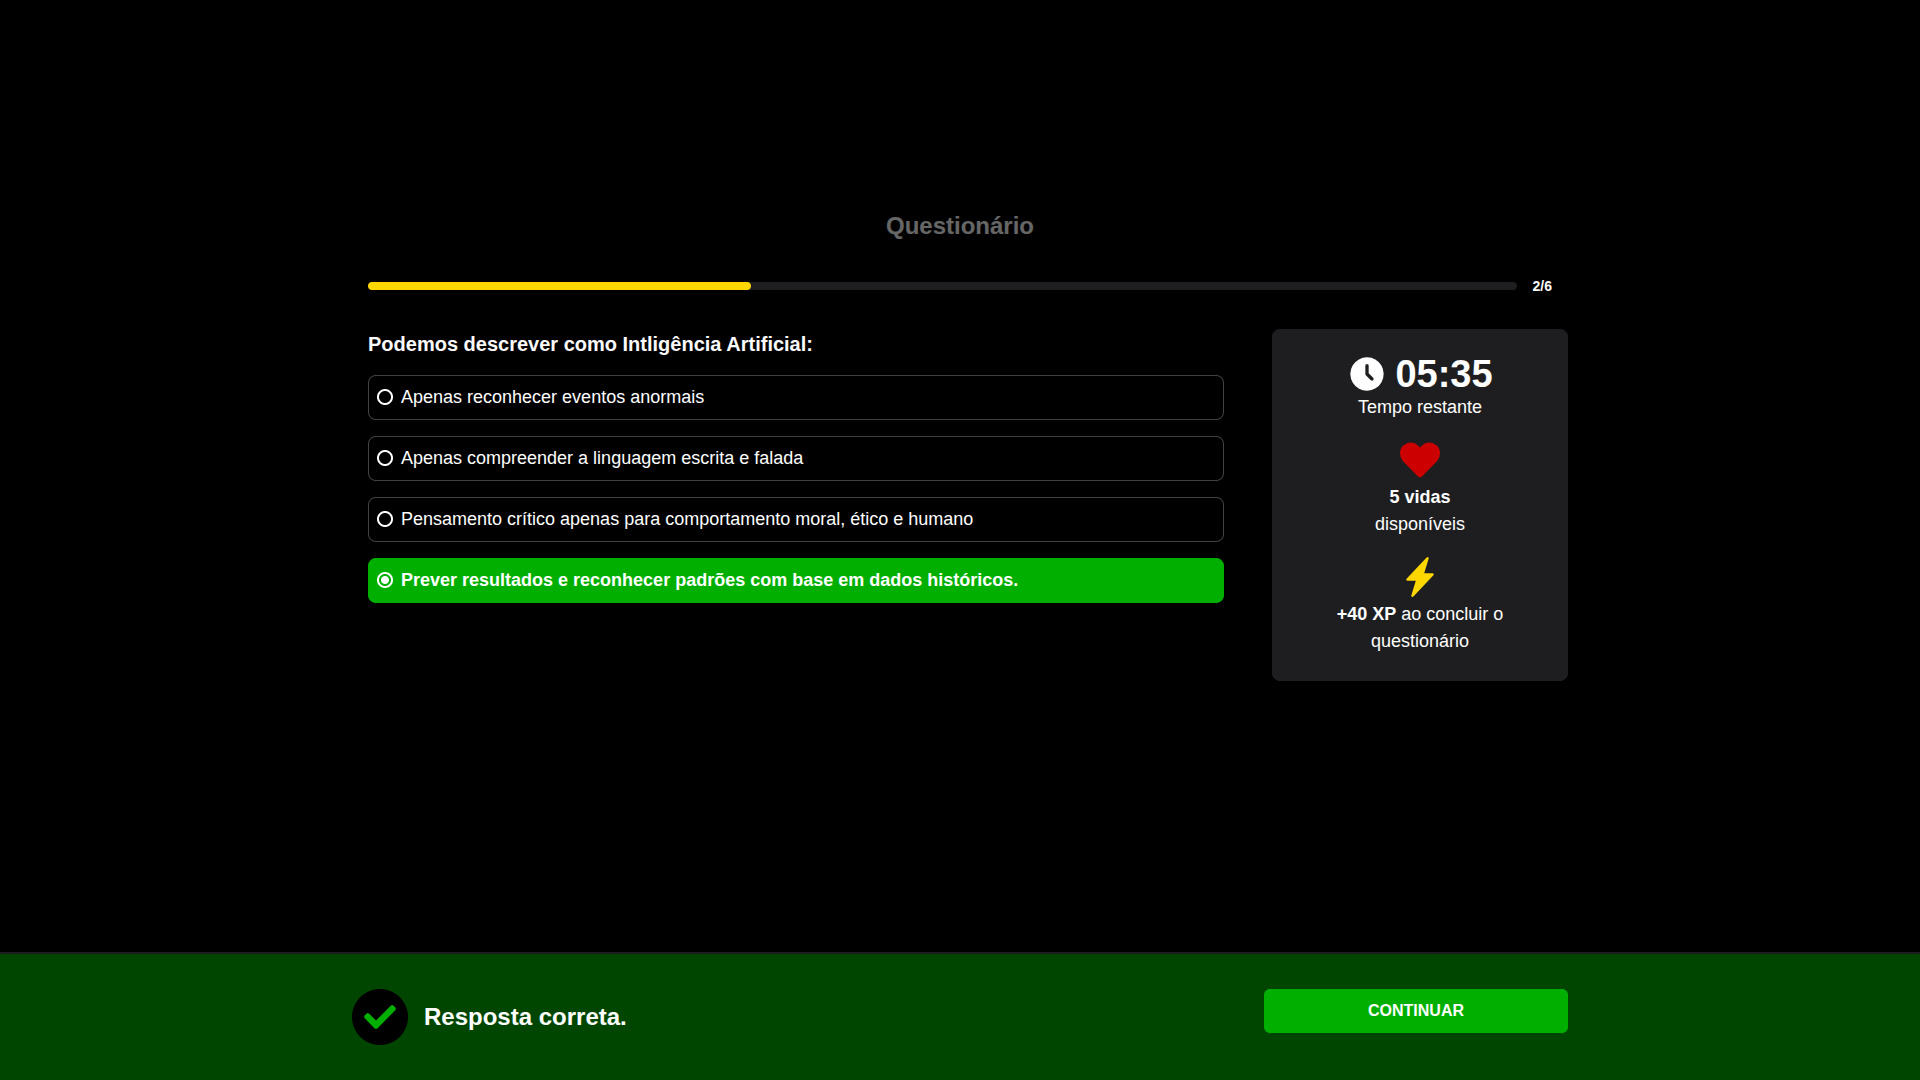 Questionário
2/6
Podemos descrever como Intligência Artificial:
Apenas reconhecer eventos anormais
Apenas compreender a linguagem escrita e falada
Pensamento crítico apenas para comportamento moral, ético e humano
Prever resultados e reconhecer padrões com base em dados históricos.
05:35
Tempo restante
5 vidas
disponíveis
+40 XP ao concluir o
questionário
Resposta correta.
CONTINUAR